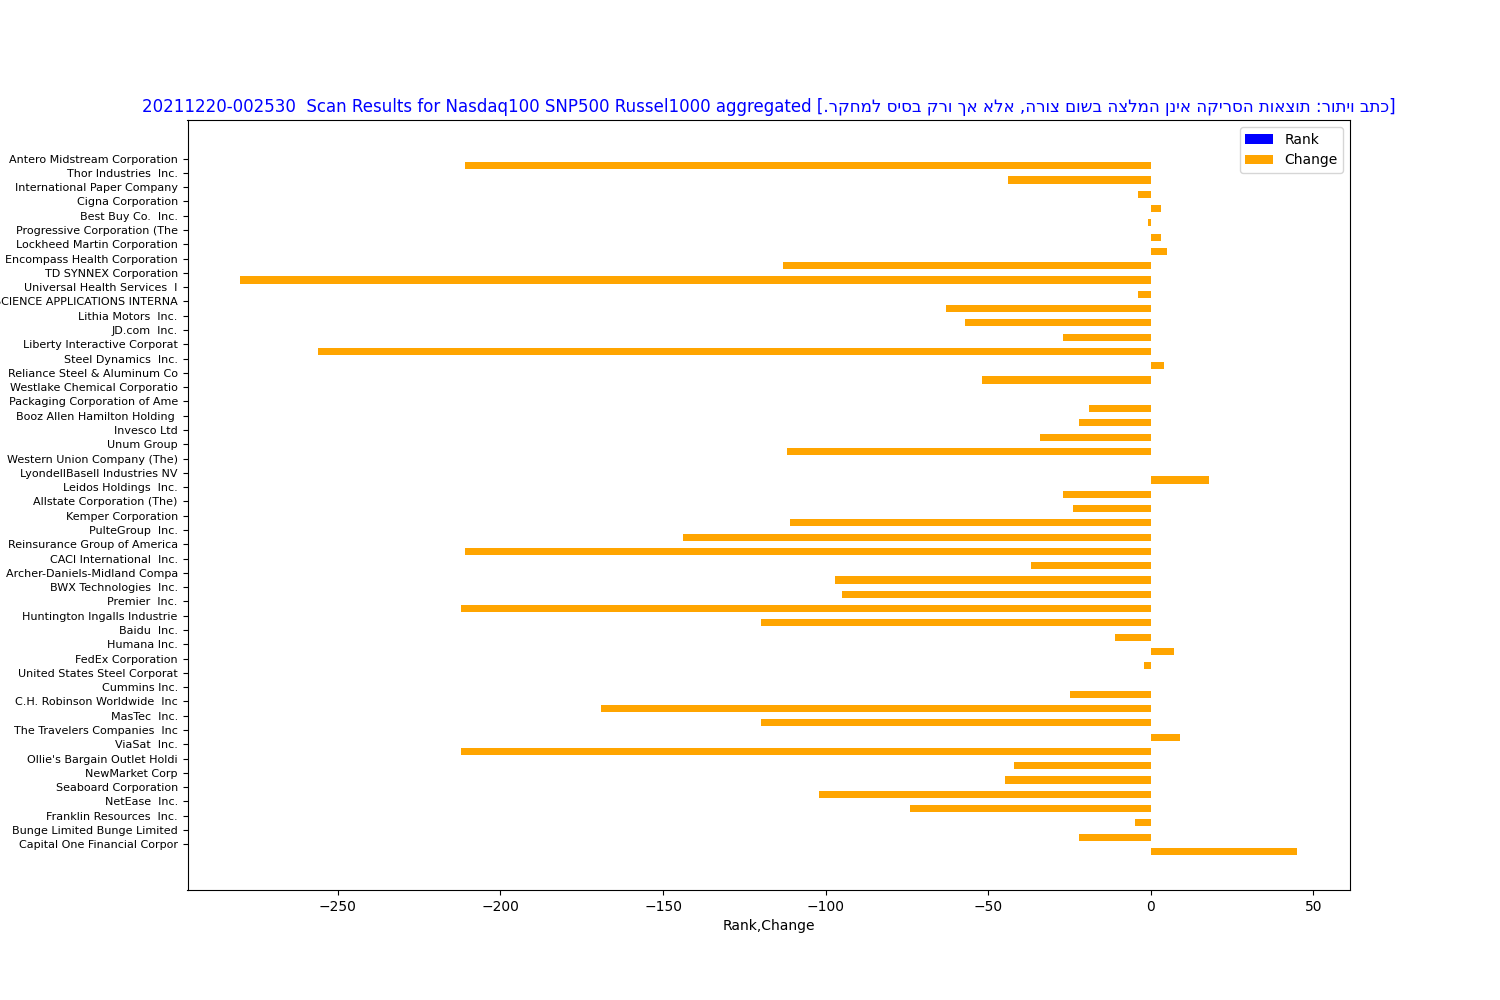 20211220-002530  Scan Results for Nasdaq100 SNP500 Russel1000 aggregated [כתב ויתור: תוצאות הסריקה אינן המלצה בשום צורה, אלא אך ורק בסיס למחקר.]
Rank
Change
Antero Midstream Corporation
Thor Industries  Inc.
International Paper Company
Cigna Corporation
Best Buy Co.  Inc.
Progressive Corporation (The
Lockheed Martin Corporation
Encompass Health Corporation
TD SYNNEX Corporation
Universal Health Services  I
SCIENCE APPLICATIONS INTERNA
Lithia Motors  Inc.
JD.com  Inc.
Liberty Interactive Corporat
Steel Dynamics  Inc.
Reliance Steel & Aluminum Co
Westlake Chemical Corporatio
Packaging Corporation of Ame
Booz Allen Hamilton Holding
Invesco Ltd
Unum Group
Western Union Company (The)
LyondellBasell Industries NV
Leidos Holdings  Inc.
Allstate Corporation (The)
Kemper Corporation
PulteGroup  Inc.
Reinsurance Group of America
CACI International  Inc.
Archer-Daniels-Midland Compa
BWX Technologies  Inc.
Premier  Inc.
Huntington Ingalls Industrie
Baidu  Inc.
Humana Inc.
FedEx Corporation
United States Steel Corporat
Cummins Inc.
C.H. Robinson Worldwide  Inc
MasTec  Inc.
The Travelers Companies  Inc
ViaSat  Inc.
Ollie's Bargain Outlet Holdi
NewMarket Corp
Seaboard Corporation
NetEase  Inc.
Franklin Resources  Inc.
Bunge Limited Bunge Limited
Capital One Financial Corpor
−250 −200 −150 −100 −50 0 50
Rank,Change